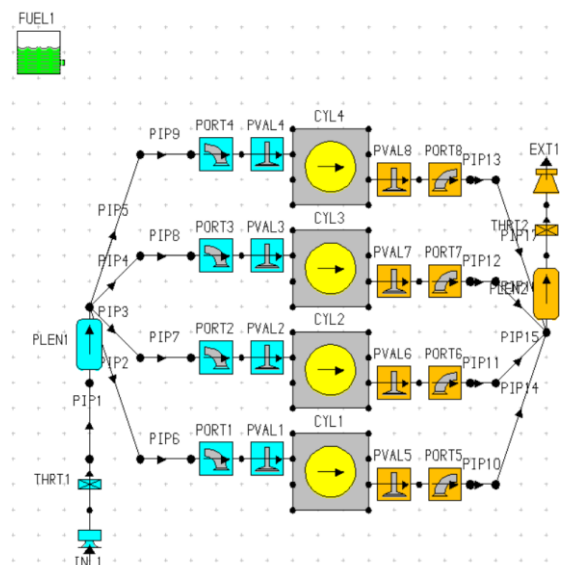 FUEL1
CYL4
PIP9 PORT4 PVAL4
PVAL8 PORT8 PIP13 EXT1
PIP5
CYL3
PIP8 PORT3 PVAL3
THRT2
PIP17
PIP4
PVAL7 PORT7 PIP12
PLEN2
PIP3
CYL2
PLEN1 PIP7 PORT2 PVAL2
PIP15
PIP2
PVAL6 PORT6 PIP11
PIP14
PIP1
CYL1
PIP6 PORT1 PVAL1
PVAL5 PORT5 PIP10
THRT1
INL1